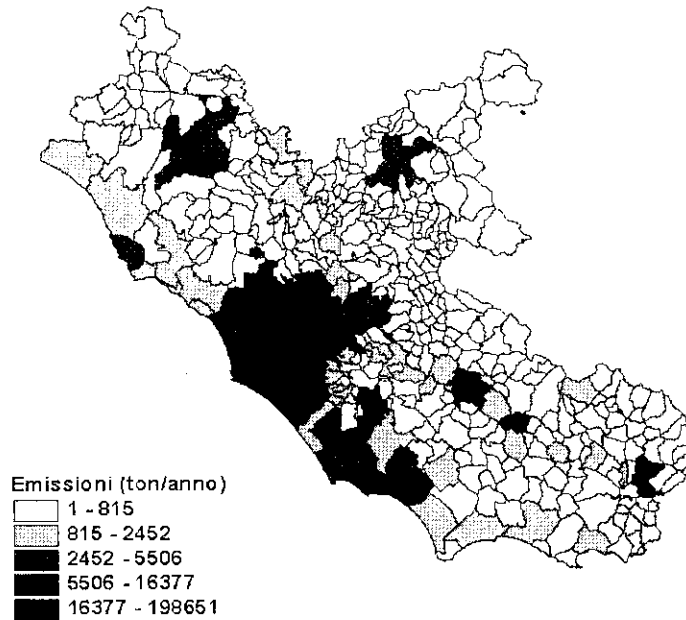 Emissioni (ton/anno)
1 - 815
815 - 2452
2452 - 5506
5506 - 16377
16377 - 198651